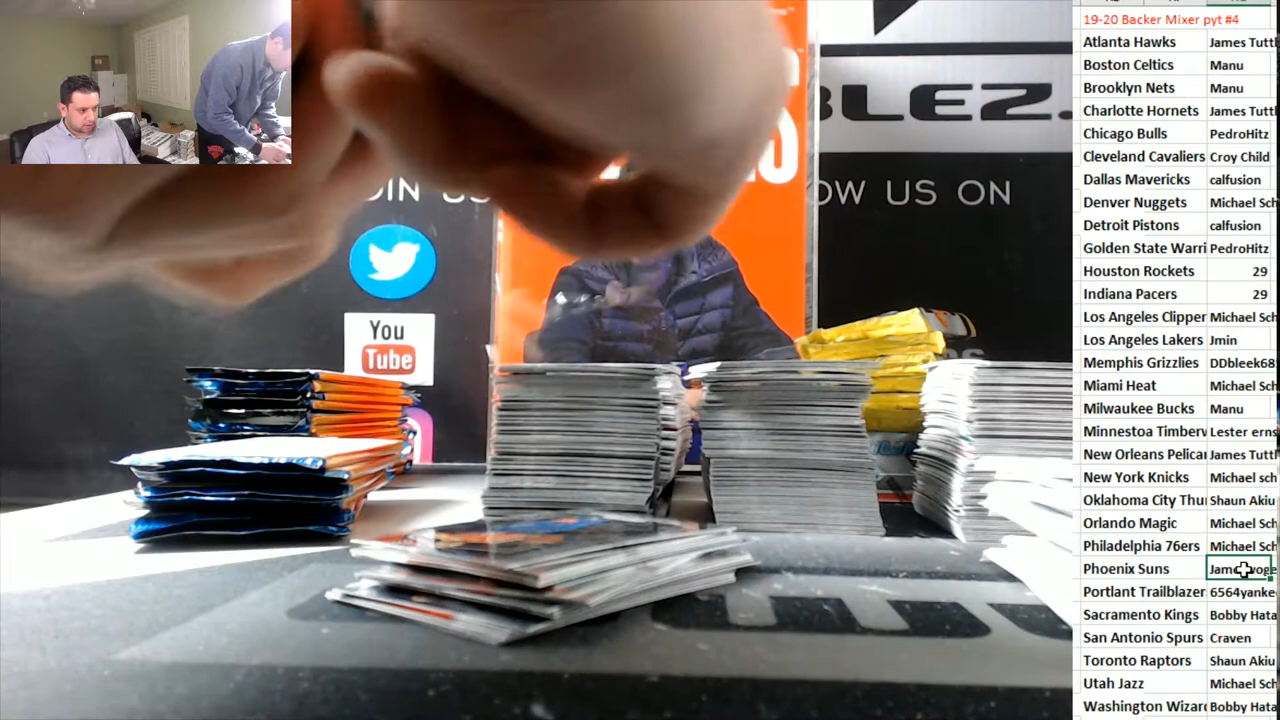 BLEZ.
OIN US
OW US ON
You
Tube
19-20 Backer Mixer pyt #4
Atlanta Hawks James Tuttl
Boston Celtics Manu
Brooklyn Nets Manu
Charlotte Hornets James Tuttl
Chicago Bulls PedroHitz
Cleveland Cavaliers Croy Child
Dallas Mavericks calfusion
Denver Nuggets Michael Sch
Detroit Pistons calfusion
Golden State Warri PedroHitz
Houston Rockets 29
Indiana Pacers 29
Los Angeles Clipper Michael Sch
Los Angeles Lakers Jmin
Memphis Grizzlies DDbleek68
Miami Heat Michael Sch
Milwaukee Bucks Manu
Minnestoa Timberv Lester erns
New Orleans Pelica James Tuttl
New York Knicks Michael sch
Oklahoma City Thu Shaun Akiu
Orlando Magic Michael Sch
Philadelphia 76ers Michael Sch
Phoenix Suns
Portlant Trailblazer 6564yanke
Sacramento Kings Bobby Hata
San Antonio Spurs Craven
Toronto Raptors Shaun Akiu
Utah Jazz Michael Sch
Washington Wizar Bobby Hata